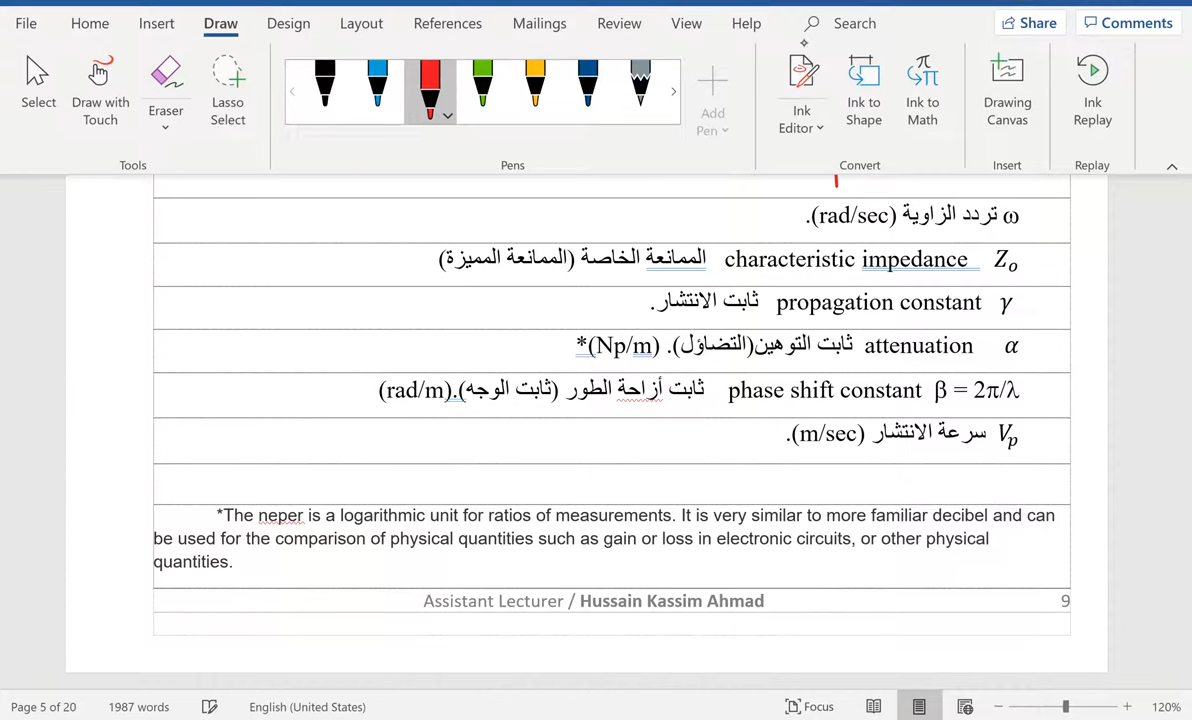 File Home Insert Draw Design Layout References Mailings Review View Help Search Share Comments
Select
Draw with Touch
Eraser
Lasso Select
Add Pen
Ink Editor
Ink to Shape
Ink to Math
Drawing Canvas
Ink Replay
Tools Pens Convert Insert Replay
ω تردد الزاوية (rad/sec).
Zo characteristic impedance الممانعة الخاصة (الممانعة المميزة)
γ propagation constant ثابت الانتشار.
α attenuation ثابت التوهين(التضاؤل). (Np/m)*
β = 2π/λ phase shift constant ثابت أزاحة الطور (ثابت الوجه).(rad/m)
Vp سرعة الانتشار (m/sec).
*The neper is a logarithmic unit for ratios of measurements. It is very similar to more familiar decibel and can
be used for the comparison of physical quantities such as gain or loss in electronic circuits, or other physical
quantities.
Assistant Lecturer / Hussain Kassim Ahmad 9
Page 5 of 20 1987 words English (United States) Focus 120%